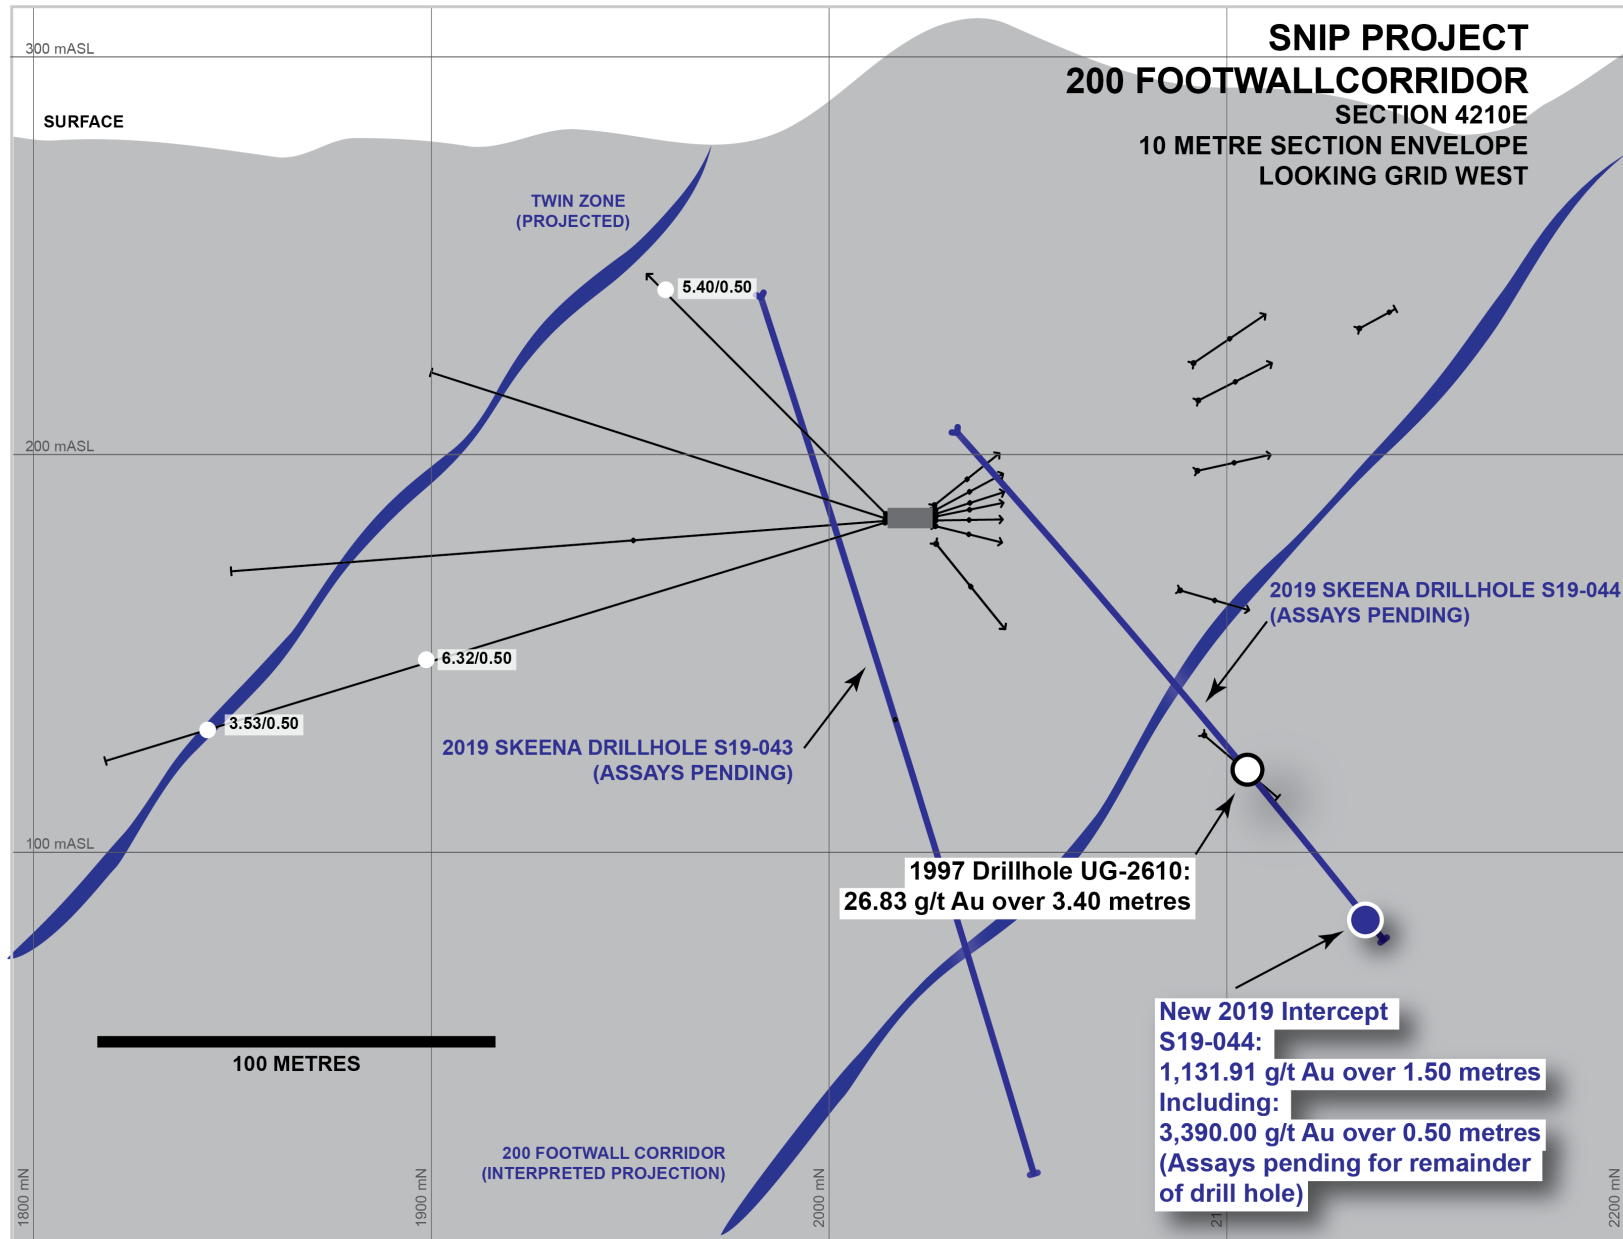 300 mASL
SNIP PROJECT
200 FOOTWALLCORRIDOR
SECTION 4210E
10 METRE SECTION ENVELOPE
LOOKING GRID WEST
SURFACE
TWIN ZONE
(PROJECTED)
5.40/0.50
200 mASL
2019 SKEENA DRILLHOLE S19-044
(ASSAYS PENDING)
6.32/0.50
3.53/0.50
2019 SKEENA DRILLHOLE S19-043
(ASSAYS PENDING)
100 mASL
1997 Drillhole UG-2610:
26.83 g/t Au over 3.40 metres
New 2019 Intercept
S19-044:
1,131.91 g/t Au over 1.50 metres
Including:
3,390.00 g/t Au over 0.50 metres
(Assays pending for remainder
of drill hole)
100 METRES
200 FOOTWALL CORRIDOR
(INTERPRETED PROJECTION)
1800 mN
1900 mN
2000 mN
2200 mN